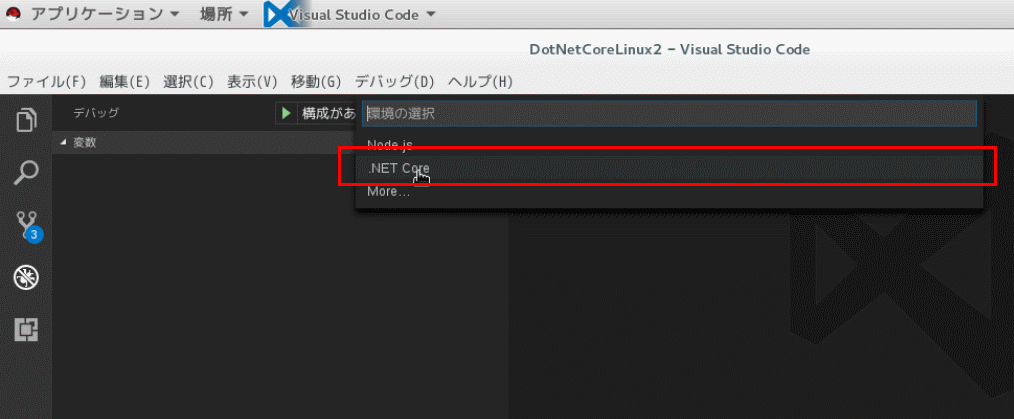 アプリケーション 場所 Visual Studio Code
DotNetCoreLinux2 - Visual Studio Code
ファイル(F) 編集(E) 選択(C) 表示(V) 移動(G) デバッグ(D) ヘルプ(H)
デバッグ 構成があ 環境の選択
変数
Node.js
.NET Core
More...
3